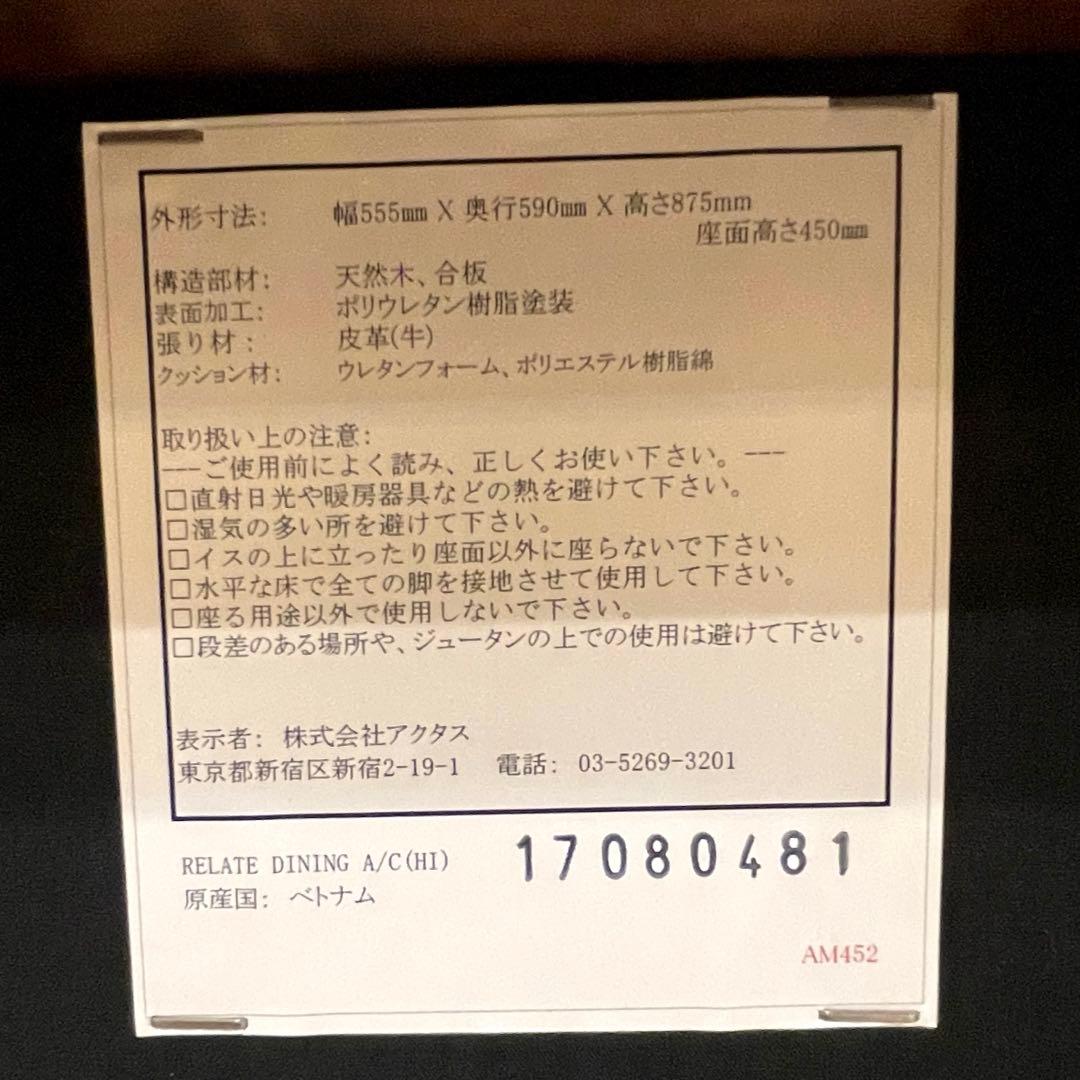 外形寸法: 幅555㎜ X 奥行590㎜ X 高さ875mm
座面高さ450㎜
構造部材: 天然木、合板
表面加工: ポリウレタン樹脂塗装
張り材: 皮革(牛)
クッション材: ウレタンフォーム、ポリエステル樹脂綿
取り扱い上の注意:
---ご使用前によく読み、正しくお使い下さい。---
□直射日光や暖房器具などの熱を避けて下さい。
□湿気の多い所を避けて下さい。
□イスの上に立ったり座面以外に座らないで下さい。
□水平な床で全ての脚を接地させて使用して下さい。
□座る用途以外で使用しないで下さい。
□段差のある場所や、ジュータンの上での使用は避けて下さい。
表示者: 株式会社アクタス
東京都新宿区新宿2-19-1 電話: 03-5269-3201
RELATE DINING A/C(HI) 17080481
原産国: ベトナム
AM452